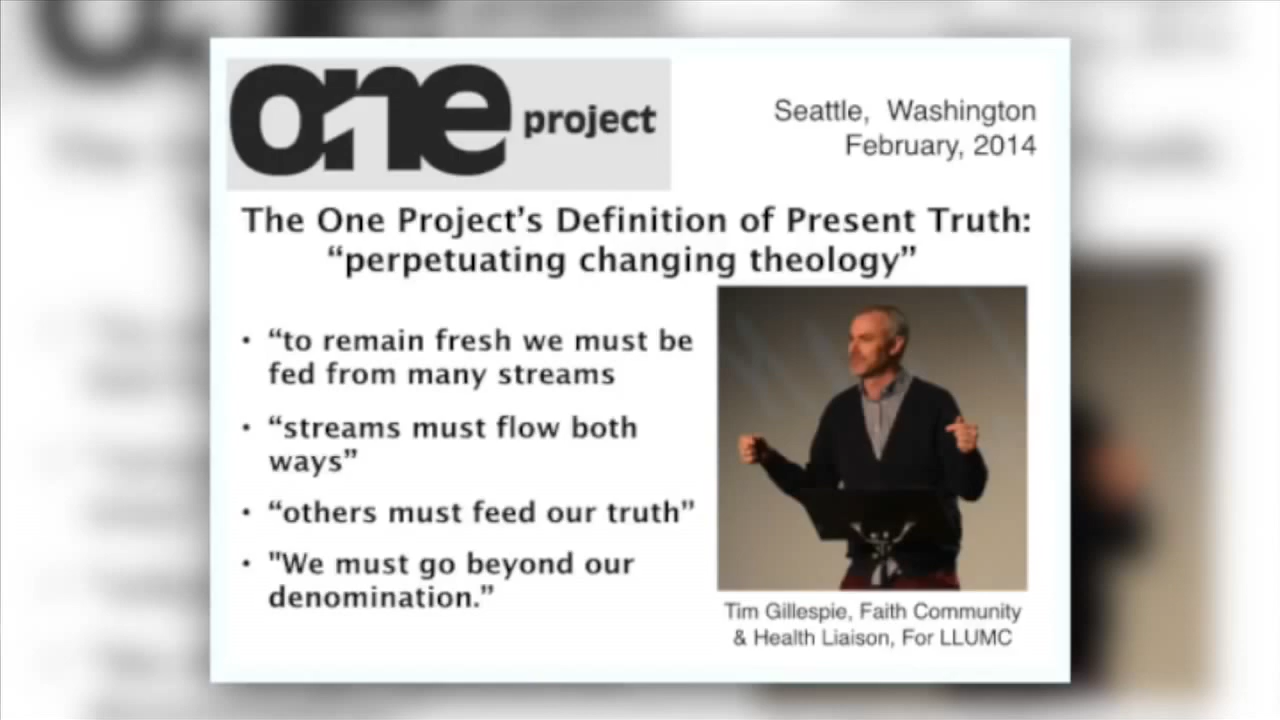 one project
Seattle, Washington
February, 2014
The One Project’s Definition of Present Truth:
“perpetuating changing theology”
• “to remain fresh we must be
fed from many streams
• “streams must flow both
ways”
• “others must feed our truth”
• "We must go beyond our
denomination.”
Tim Gillespie, Faith Community
& Health Liaison, For LLUMC